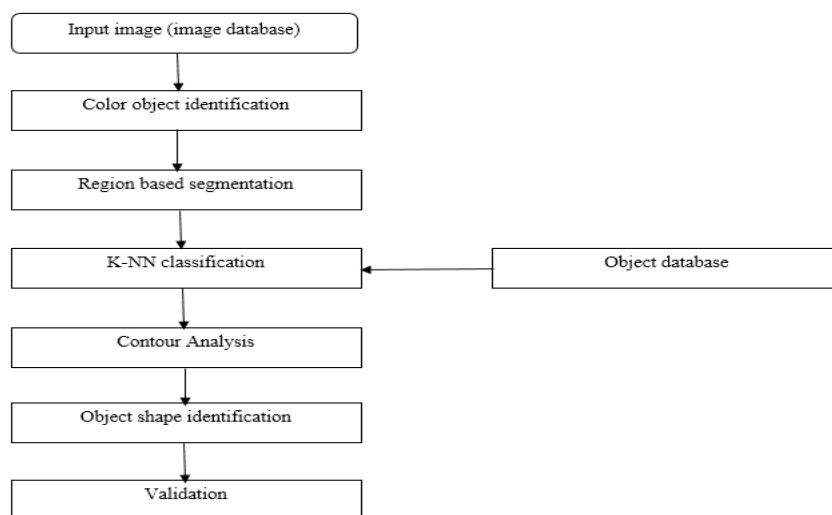 Input image (image database)
Color object identification
Region based segmentation
K-NN classification
Object database
Contour Analysis
Object shape identification
Validation